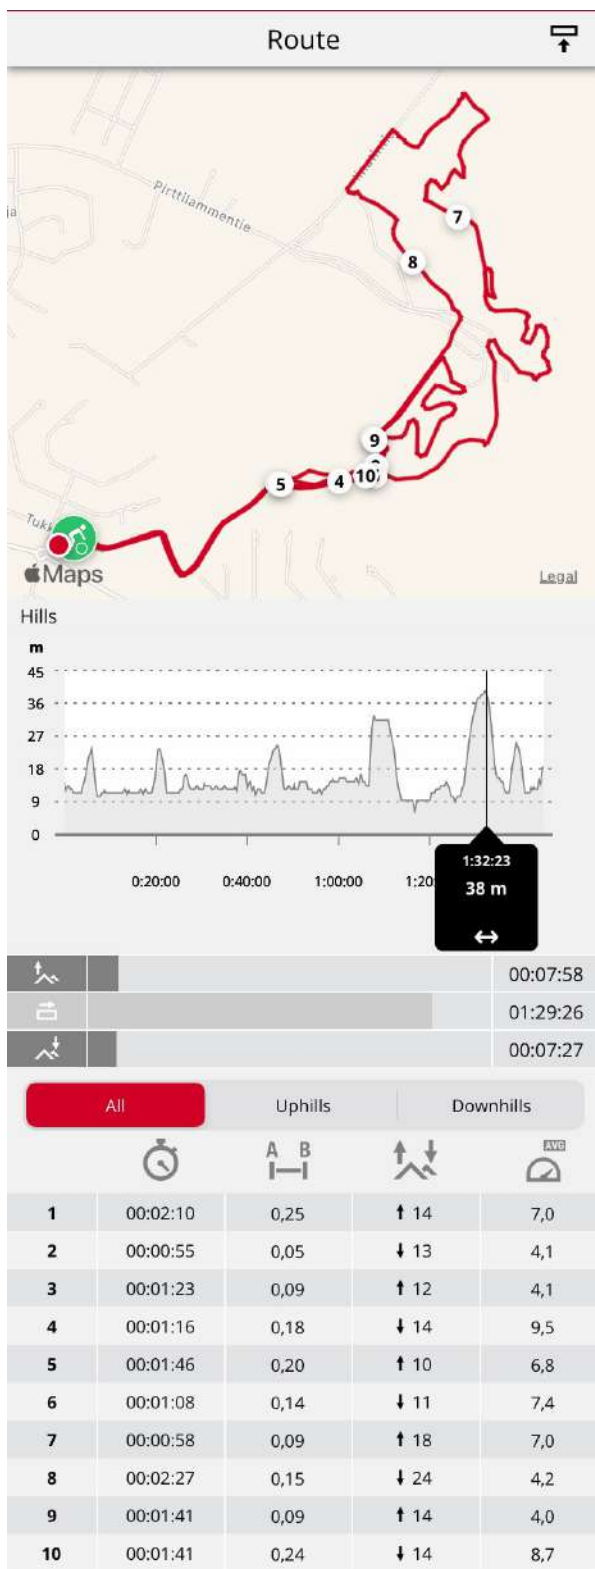 Route
Pirttilammentie
ja
7
8
9
5
4
10
Maps
Legal
Hills
m
45
36
27
18
9
0
0:20:00 0:40:00 1:00:00
1:32:23
38 m
00:07:58
01:29:26
00:07:27
All Uphills Downhills
A B AVG
1 00:02:10 0,25 14 7,0
2 00:00:55 0,05 13 4,1
3 00:01:23 0,09 12 4,1
4 00:01:16 0,18 14 9,5
5 00:01:46 0,20 10 6,8
6 00:01:08 0,14 11 7,4
7 00:00:58 0,09 18 7,0
8 00:02:27 0,15 24 4,2
9 00:01:41 0,09 14 4,0
10 00:01:41 0,24 14 8,7